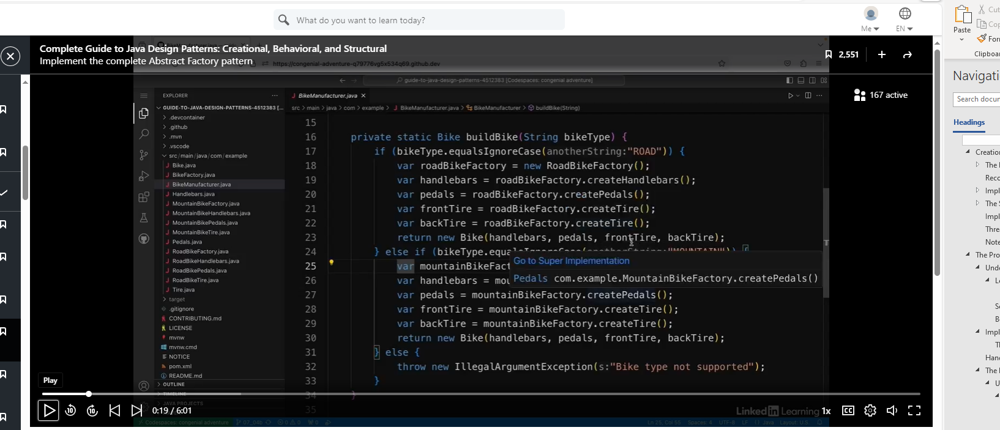 What do you want to learn today?
Me
EN
Paste
Cut
Clipboar
Complete Guide to Java Design Patterns: Creational, Behavioral, and Structural
Implement the complete Abstract Factory pattern
2,551
167 active
https://congenial-adventure-q79776vg5x534q69.github.dev
guide-to-java-design-patterns-4512383 [Codespaces: congenial adventure]
EXPLORER
GUIDE-TO-JAVA-DESIGN-PATTERNS-4512383 [...
.devcontainer
.github
.mvn
.vscode
src/main/java/com/example
Bike.java
BikeFactory.java
BikeManufacturer.java
Handlebars.java
MountainBikeFactory.java
MountainBikeHandlebars.java
MountainBikePedals.java
MountainBikeTire.java
Pedals.java
RoadBikeFactory.java
RoadBikeHandlebars.java
RoadBikePedals.java
RoadBikeTire.java
Tire.java
target
.gitignore
CONTRIBUTING.md
LICENSE
mvnw
mvnw.cmd
NOTICE
pom.xml
README.md
OUTLINE
TIMELINE
JAVA PROJECTS
BikeManufacturer.java
src > main > java > com > example > BikeManufacturer.java > BikeManufacturer > buildBike(String)
15
16 private static Bike buildBike(String bikeType) {
17 if (bikeType.equalsIgnoreCase(anotherString:"ROAD")) {
18 var roadBikeFactory = new RoadBikeFactory();
19 var handlebars = roadBikeFactory.createHandlebars();
20 var pedals = roadBikeFactory.createPedals();
21 var frontTire = roadBikeFactory.createTire();
22 var backTire = roadBikeFactory.createTire();
23 return new Bike(handlebars, pedals, frontTire, backTire);
24 } else if (bikeType.equalsIgnoreCase(anotherString:"MOUNTAIN")) {
25 var mountainBikeFact
Go to Super Implementation
Pedals com.example.MountainBikeFactory.createPedals()
26 var handlebars = mou
27 var pedals = mountainBikeFactory.createPedals();
28 var frontTire = mountainBikeFactory.createTire();
29 var backTire = mountainBikeFactory.createTire();
30 return new Bike(handlebars, pedals, frontTire, backTire);
31 } else {
32 throw new IllegalArgumentException(s:"Bike type not supported");
33 }
34 }
35
Play
0:19 / 6:01
LinkedIn Learning
1x
CC
Codespaces: congenial adventure
07_04b
Ln 25, Col 55 Spaces: 4 UTF-8 LF {} Java Layout: U.S.
Navigati
Search docun
Headings
Creation
The I
Reco
Impl
The S
Impl
Thre
Note
The Pro
Unde
Impl
Hanc
The I